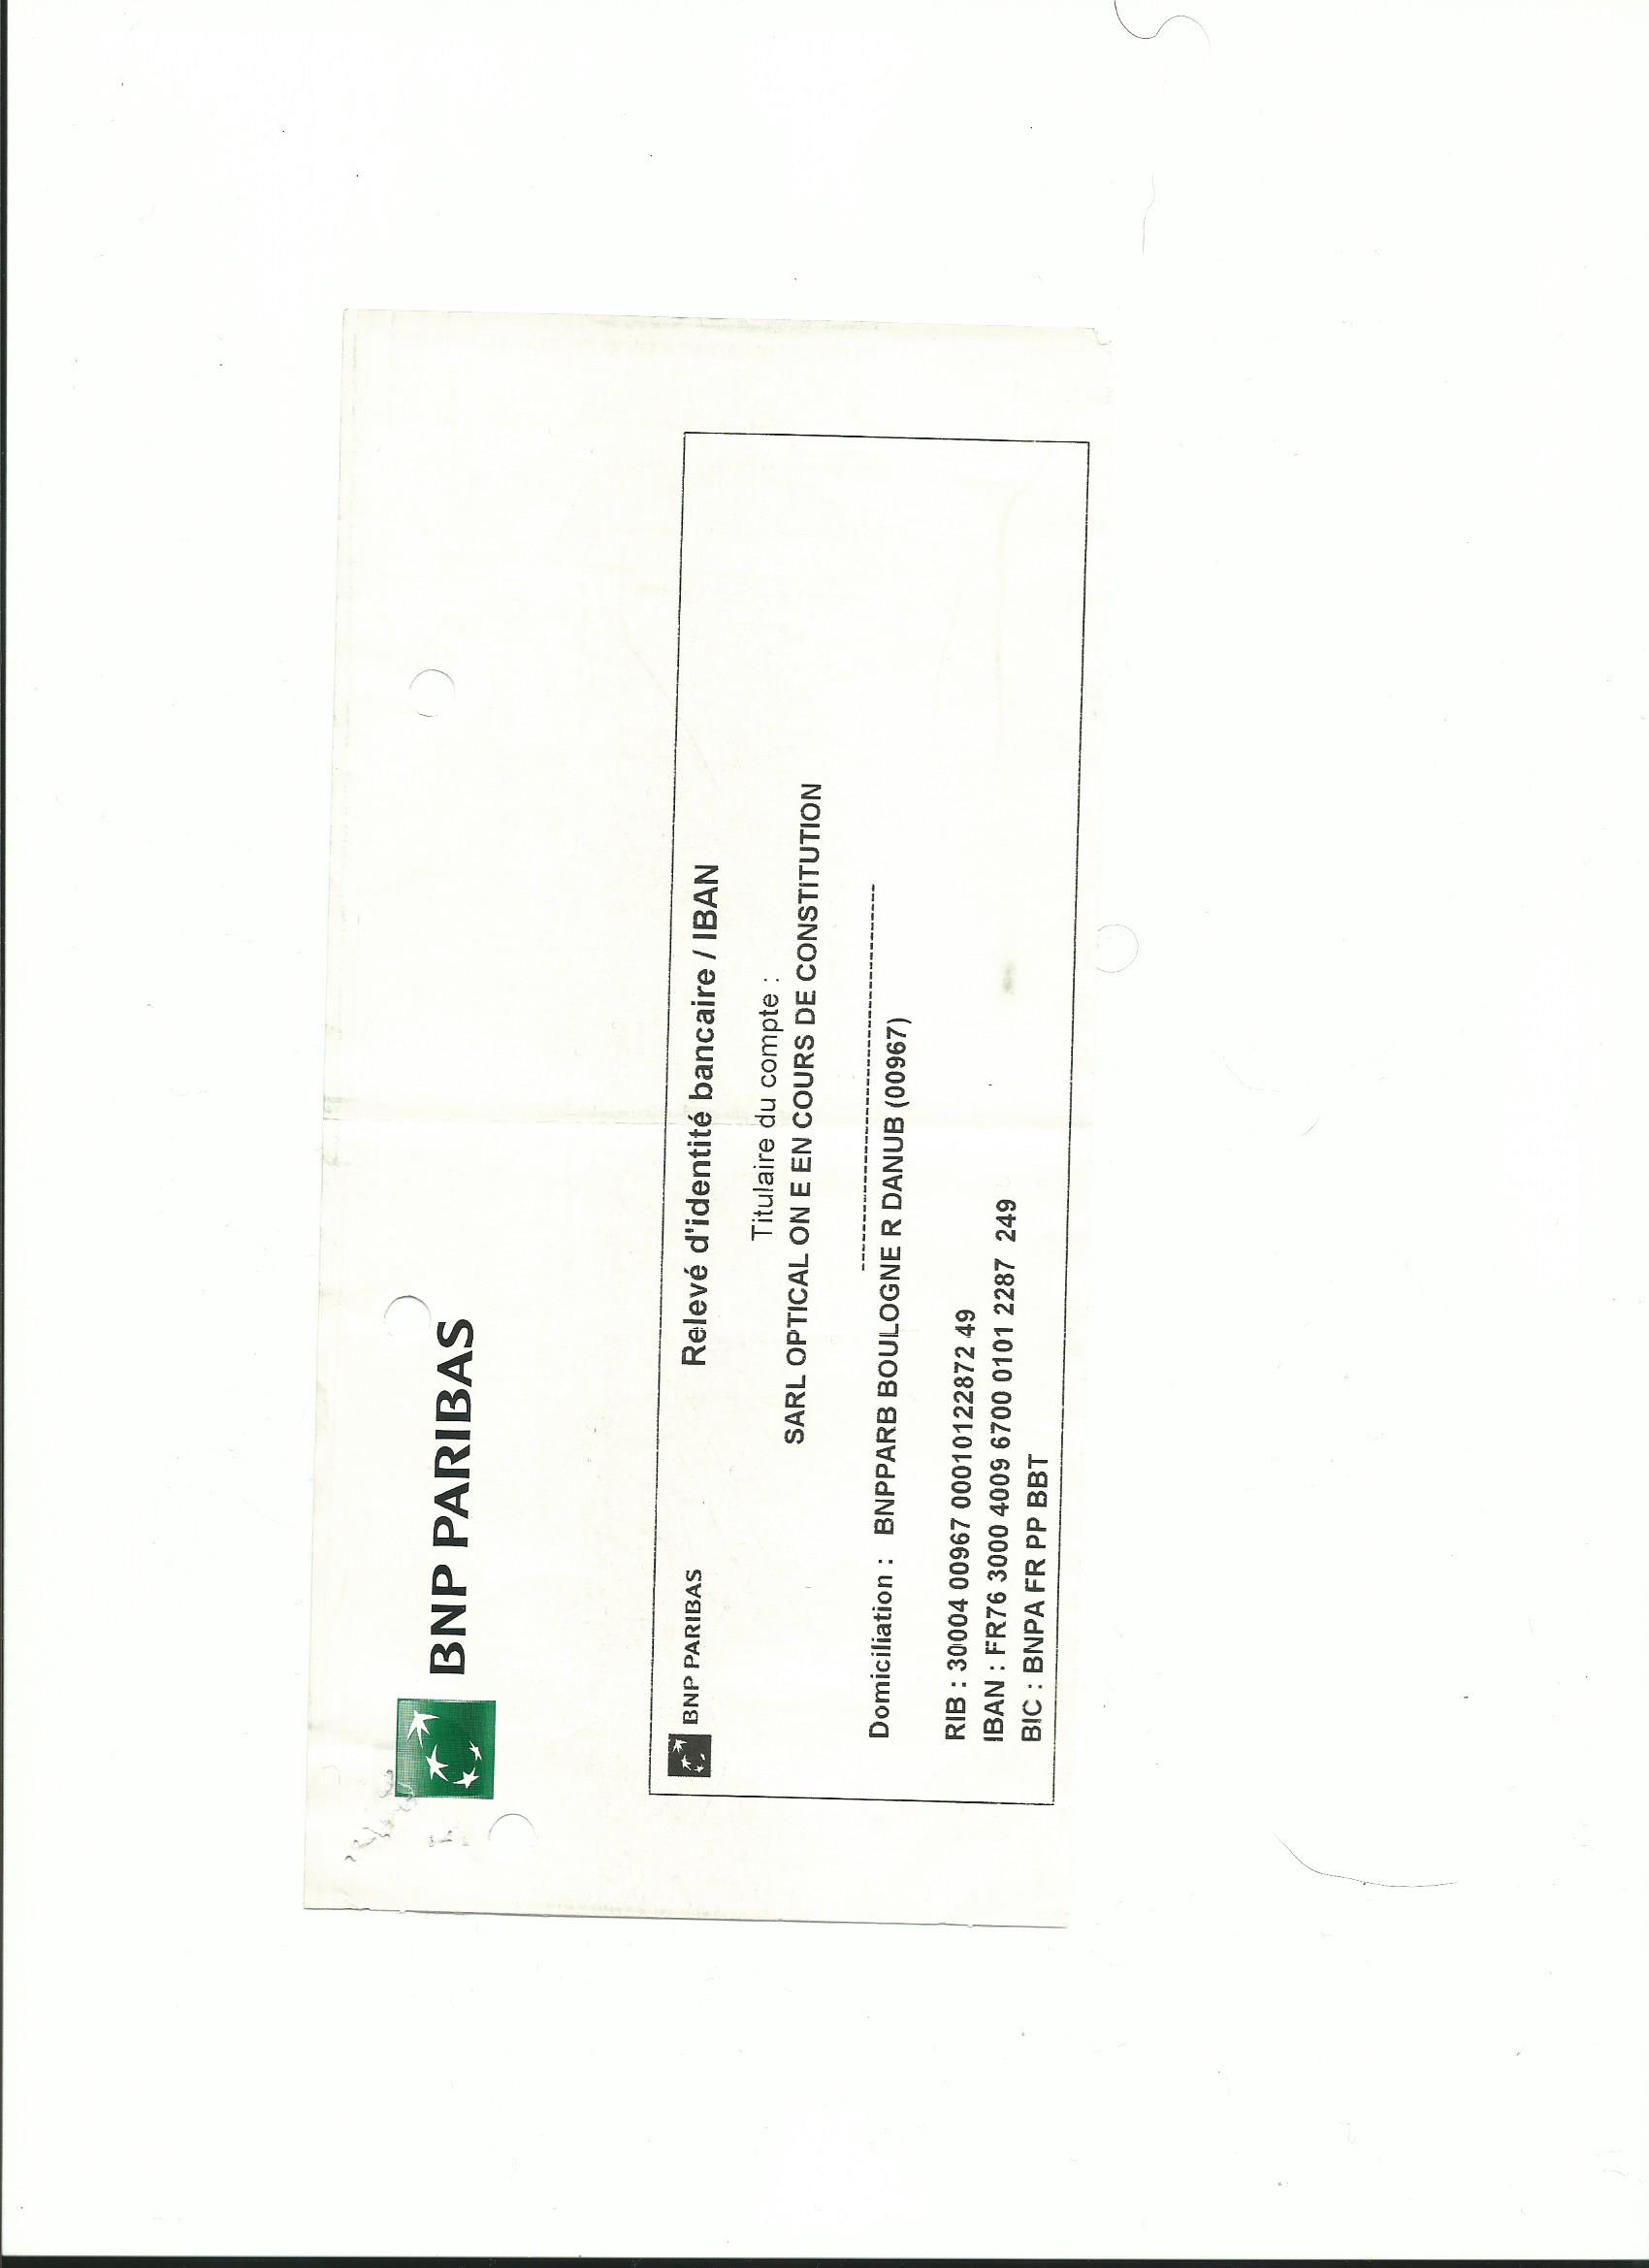 BNP PARIBAS
BNP PARIBAS
Relevé d'identité bancaire / IBAN
Titulaire du compte :
SARL OPTICAL ON E EN COURS DE CONSTITUTION
Domiciliation : BNPPARB BOULOGNE R DANUB (00967)
RIB : 30004 00967 00010122872 49
IBAN : FR76 3000 4009 6700 0101 2287 249
BIC : BNPA FR PP BBT